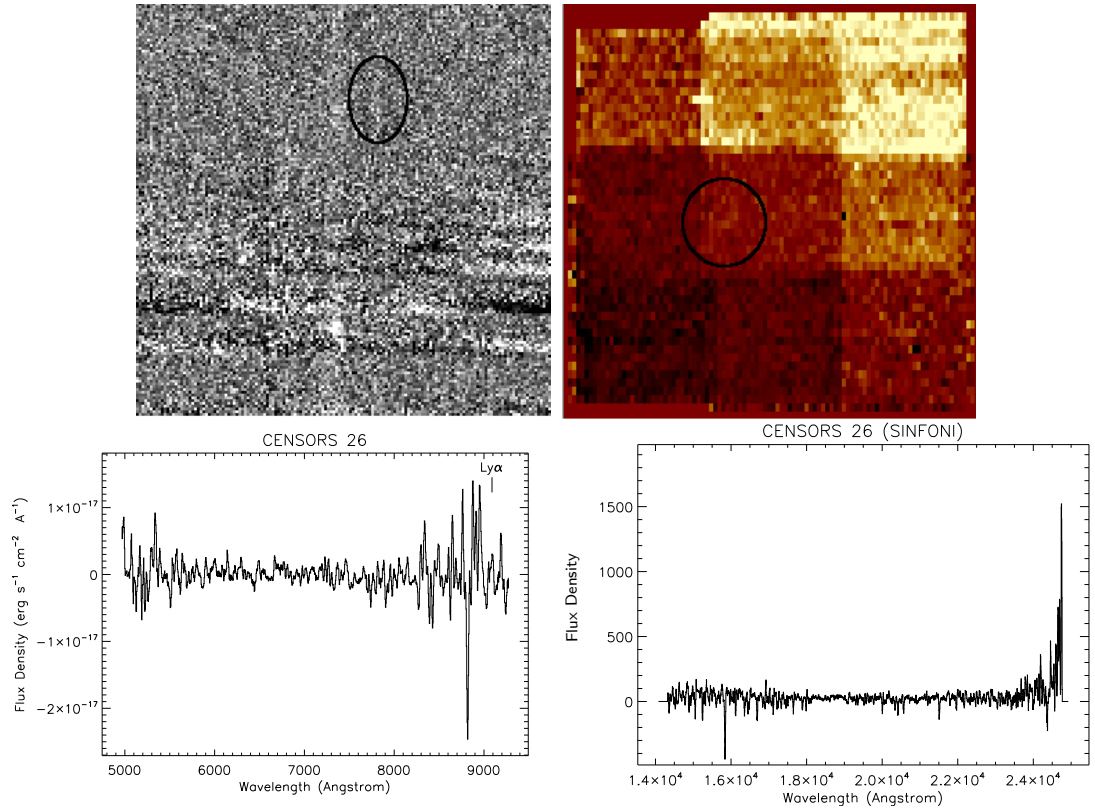 CENSORS 26
Lyα
1×10⁻¹⁷
0
−1×10⁻¹⁷
−2×10⁻¹⁷
Flux Density (erg s⁻¹ cm⁻² A⁻¹)
5000 6000 7000 8000 9000
Wavelength (Angstrom)
CENSORS 26 (SINFONI)
1500
1000
500
0
Flux Density
1.4×10⁴ 1.6×10⁴ 1.8×10⁴ 2.0×10⁴ 2.2×10⁴ 2.4×10⁴
Wavelength (Angstrom)